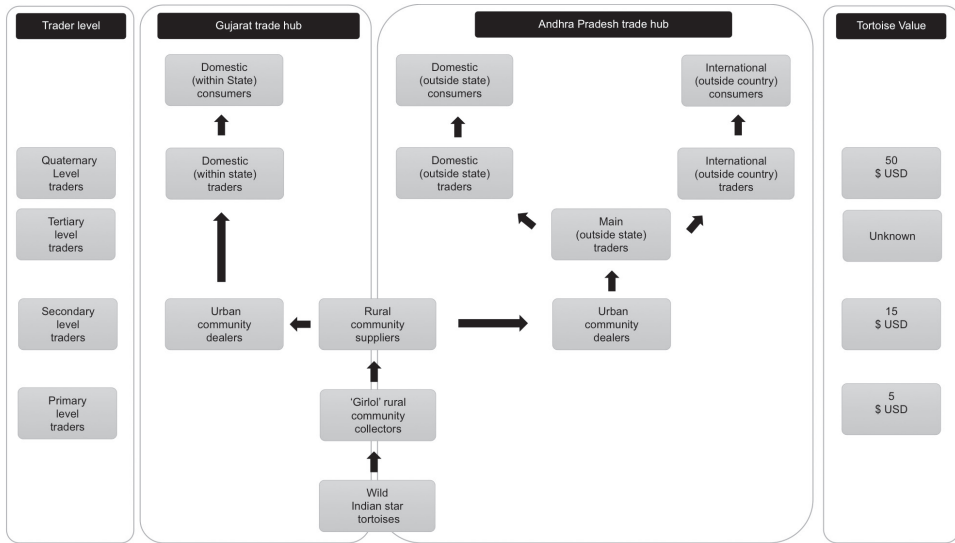 Trader level
Gujarat trade hub
Andhra Pradesh trade hub
Tortoise Value
Domestic
(within State)
consumers
Domestic
(outside state)
consumers
International
(outside country)
consumers
Quaternary
Level
traders
Domestic
(within state)
traders
Domestic
(outside state)
traders
International
(outside country)
traders
50
$ USD
Tertiary
level
traders
Main
(outside state)
traders
Unknown
Secondary
level
traders
Urban
community
dealers
Rural
community
suppliers
Urban
community
dealers
15
$ USD
Primary
level
traders
‘Girlol’ rural
community
collectors
5
$ USD
Wild
Indian star
tortoises